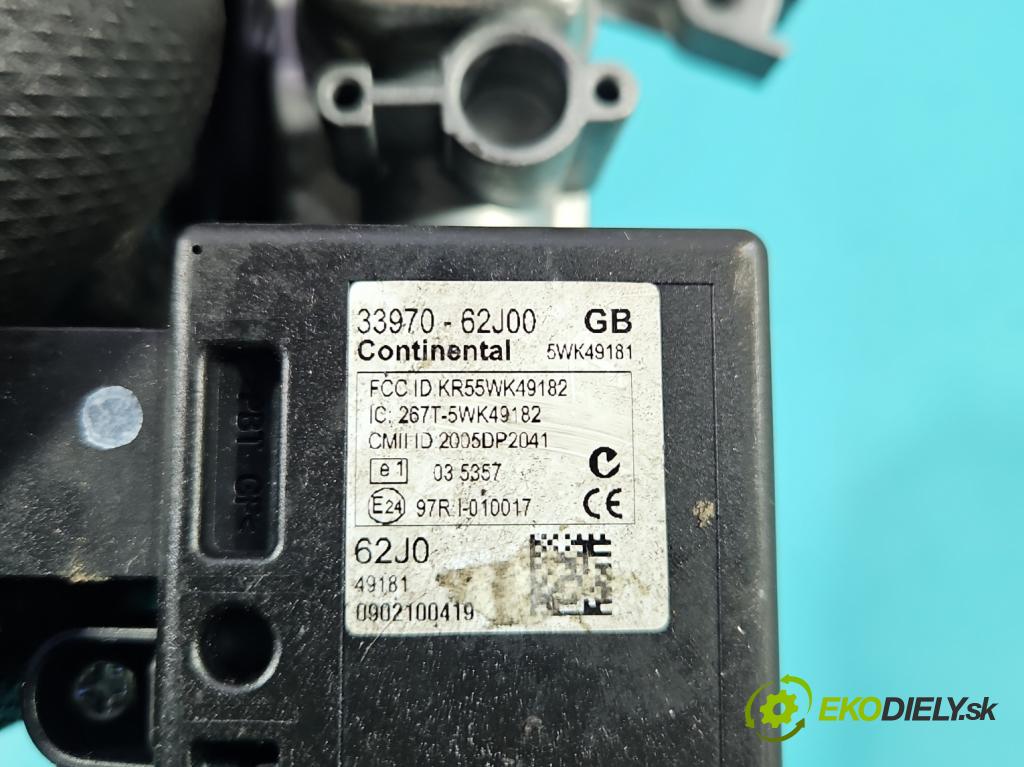 33970 - 62J00 GB
Continental 5WK49181
FCC ID KR55WK49182
IC: 267T-5WK49182
CMII ID 2005DP2041
e1 03 5357
E24 97R I-010017
CE
62J0
49181
0902100419
EKODIELY.sk